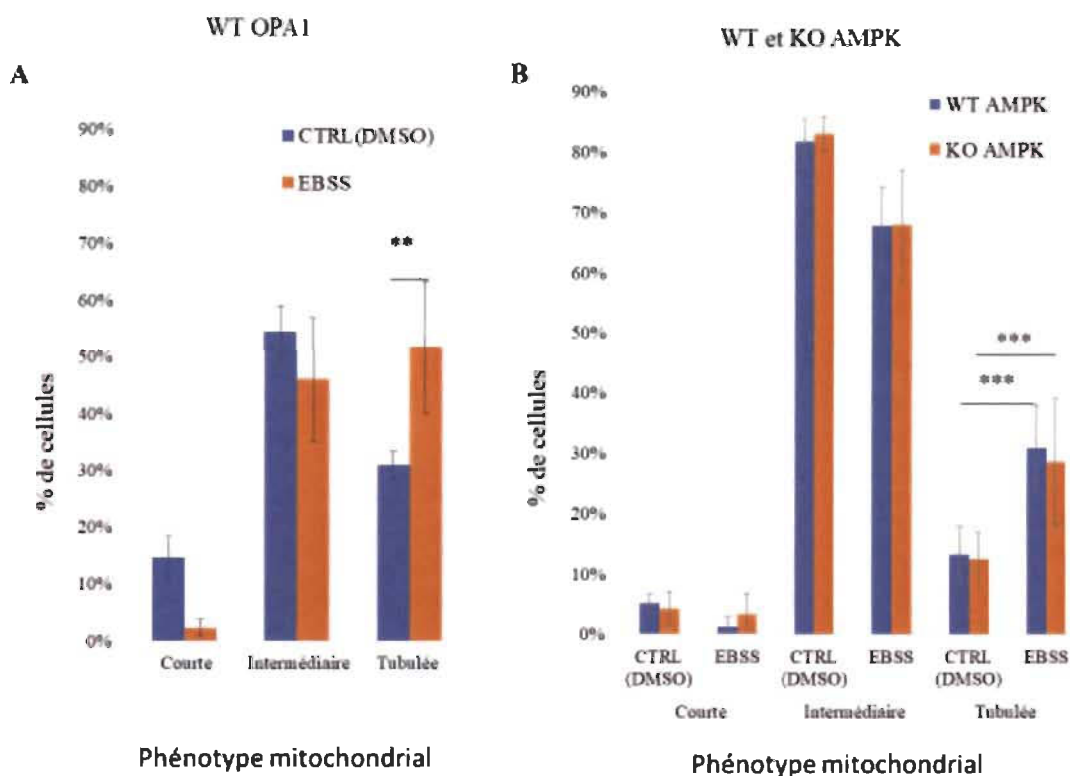 WT OPA1
A
90%
80%
70%
60%
50%
40%
30%
20%
10%
0%
% de cellules
CTRL(DMSO)
EBSS
**
Courte Intermédiaire Tubulée
Phénotype mitochondrial
WT et KO AMPK
B
90%
80%
70%
60%
50%
40%
30%
20%
10%
0%
% de cellules
WT AMPK
KO AMPK
***
***
CTRL (DMSO) EBSS CTRL (DMSO) EBSS CTRL (DMSO) EBSS
Courte Intermédiaire Tubulée
Phénotype mitochondrial